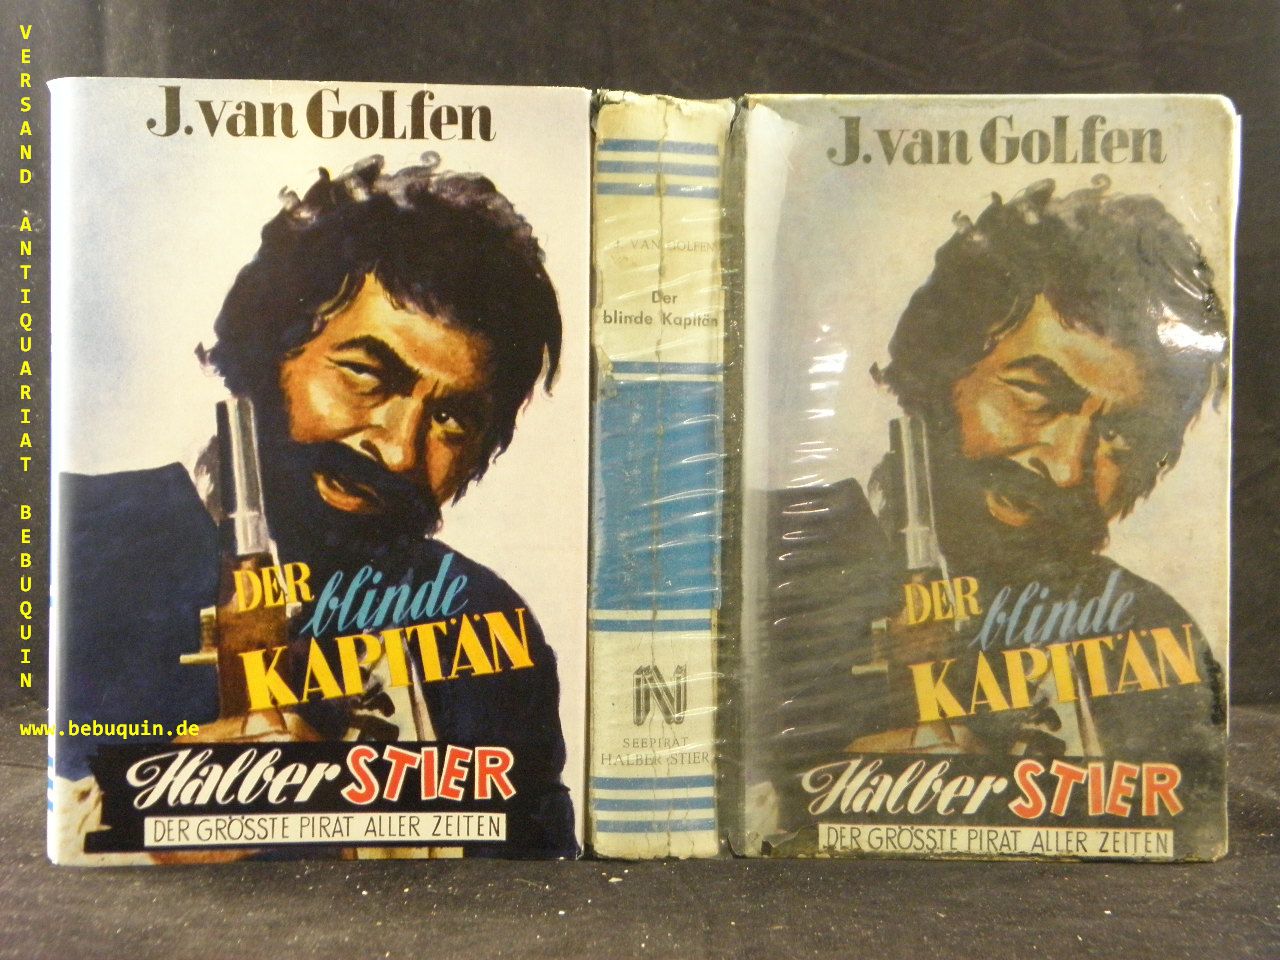 VERSAND ANTIQUARIAT BEBUQUIN
www.bebuquin.de
J. van Golfen
DER blinde
KAPITÄN
Halber STIER
DER GRÖSSTE PIRAT ALLER ZEITEN
J. VAN GOLFEN
Der
blinde Kapitän
N
SEEPIRAT
HALBER STIER
J. van Golfen
DER blinde
KAPITÄN
Halber STIER
DER GRÖSSTE PIRAT ALLER ZEITEN